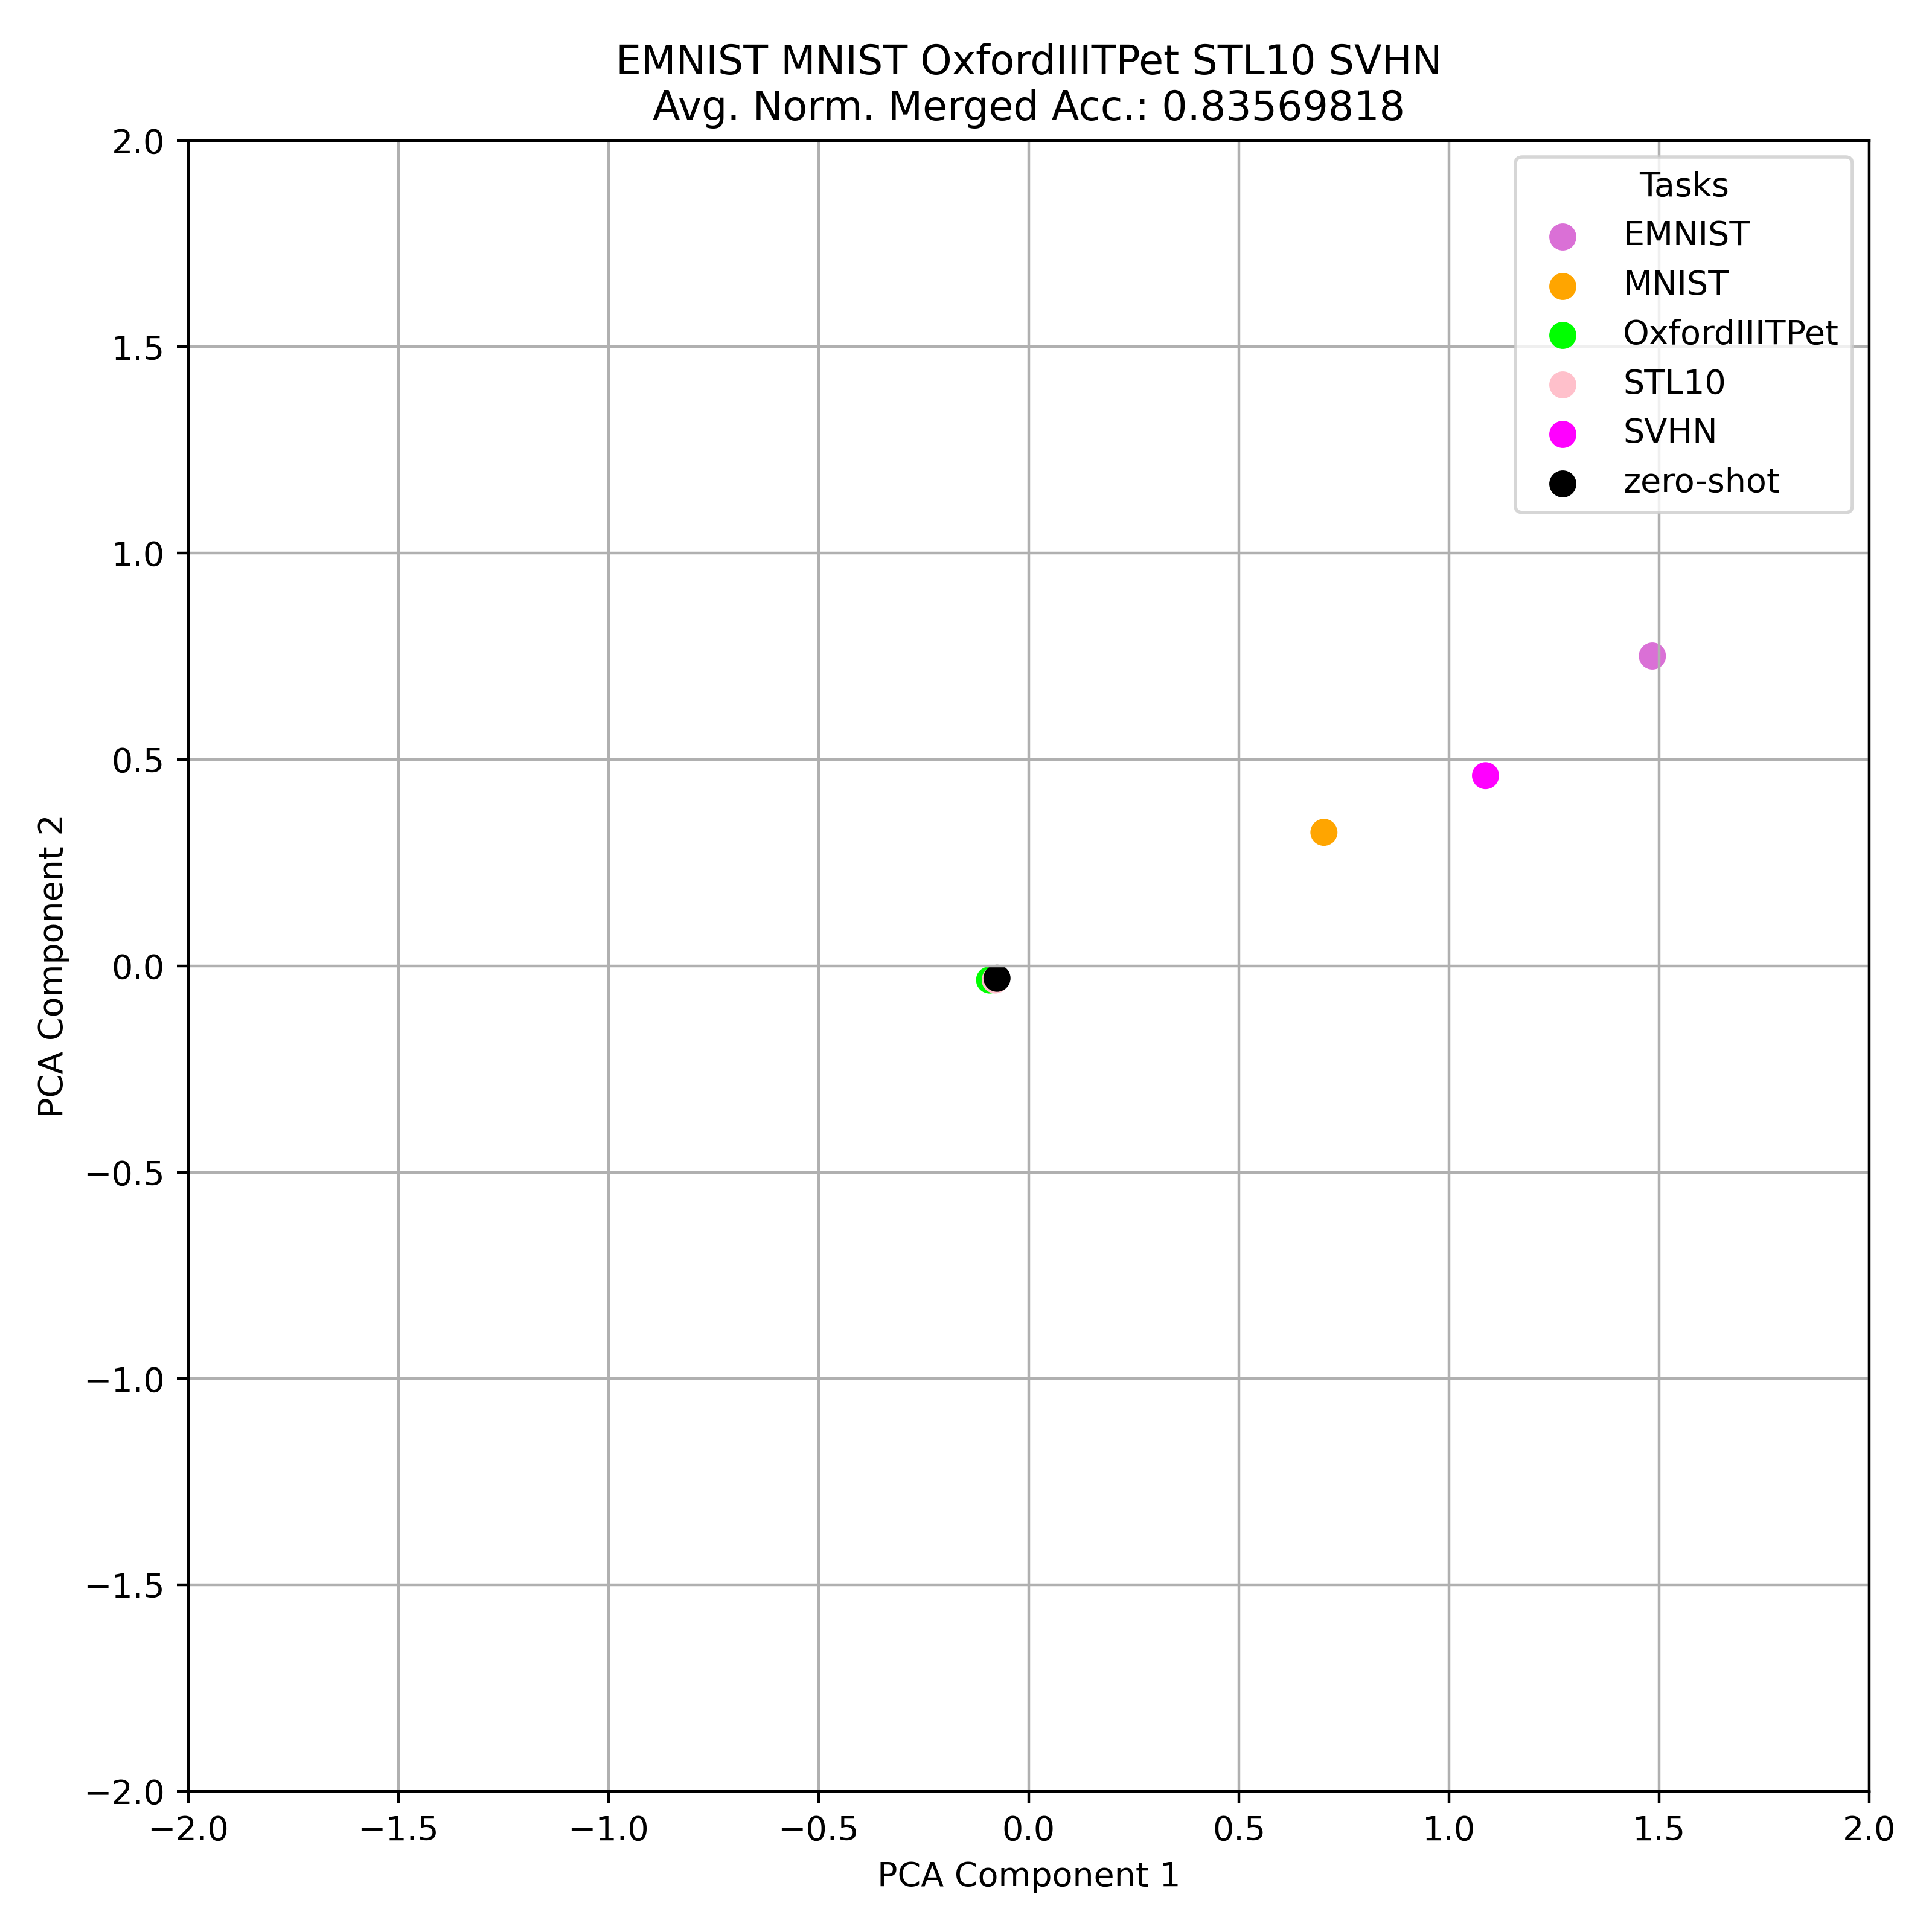 EMNIST MNIST OxfordIIITPet STL10 SVHN
Avg. Norm. Merged Acc.: 0.83569818
Tasks
EMNIST
MNIST
OxfordIIITPet
STL10
SVHN
zero-shot
2.0
1.5
1.0
0.5
0.0
−0.5
−1.0
−1.5
−2.0
PCA Component 2
−2.0 −1.5 −1.0 −0.5 0.0 0.5 1.0 1.5 2.0
PCA Component 1